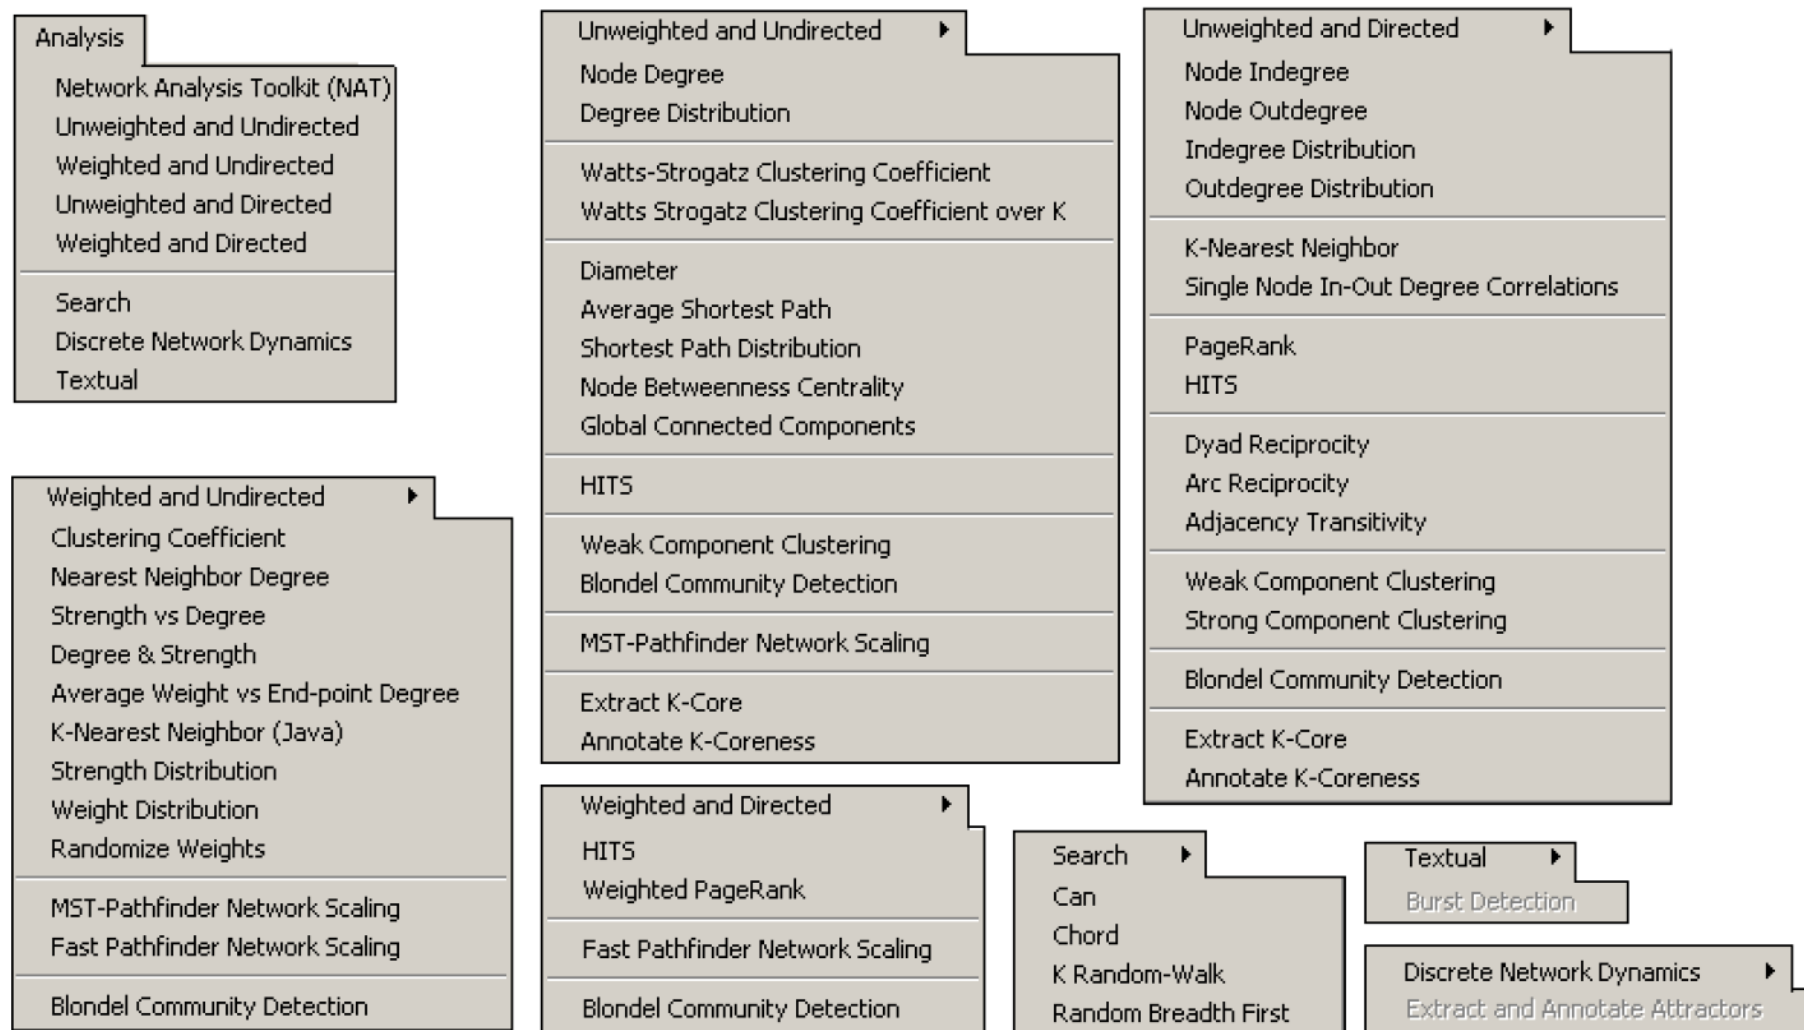 Analysis
Network Analysis Toolkit (NAT)
Unweighted and Undirected
Weighted and Undirected
Unweighted and Directed
Weighted and Directed
Search
Discrete Network Dynamics
Textual
Weighted and Undirected
Clustering Coefficient
Nearest Neighbor Degree
Strength vs Degree
Degree & Strength
Average Weight vs End-point Degree
K-Nearest Neighbor (Java)
Strength Distribution
Weight Distribution
Randomize Weights
MST-Pathfinder Network Scaling
Fast Pathfinder Network Scaling
Blondel Community Detection
Unweighted and Undirected
Node Degree
Degree Distribution
Watts-Strogatz Clustering Coefficient
Watts Strogatz Clustering Coefficient over K
Diameter
Average Shortest Path
Shortest Path Distribution
Node Betweenness Centrality
Global Connected Components
HITS
Weak Component Clustering
Blondel Community Detection
MST-Pathfinder Network Scaling
Extract K-Core
Annotate K-Coreness
Weighted and Directed
HITS
Weighted PageRank
Fast Pathfinder Network Scaling
Blondel Community Detection
Unweighted and Directed
Node Indegree
Node Outdegree
Indegree Distribution
Outdegree Distribution
K-Nearest Neighbor
Single Node In-Out Degree Correlations
PageRank
HITS
Dyad Reciprocity
Arc Reciprocity
Adjacency Transitivity
Weak Component Clustering
Strong Component Clustering
Blondel Community Detection
Extract K-Core
Annotate K-Coreness
Search
Can
Chord
K Random-Walk
Random Breadth First
Textual
Burst Detection
Discrete Network Dynamics
Extract and Annotate Attractors